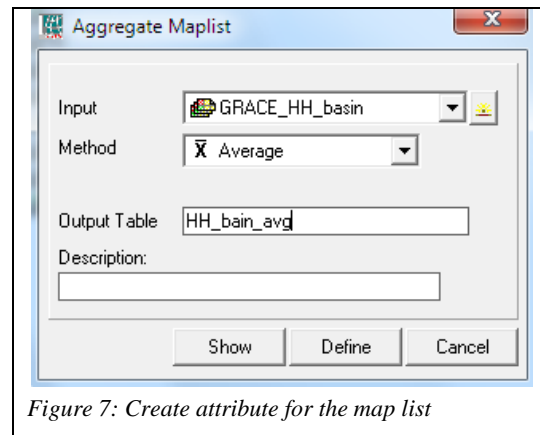 Aggregate Maplist
Input GRACE_HH_basin
Method X Average
Output Table HH_bain_avg
Description:
Show Define Cancel
Figure 7: Create attribute for the map list